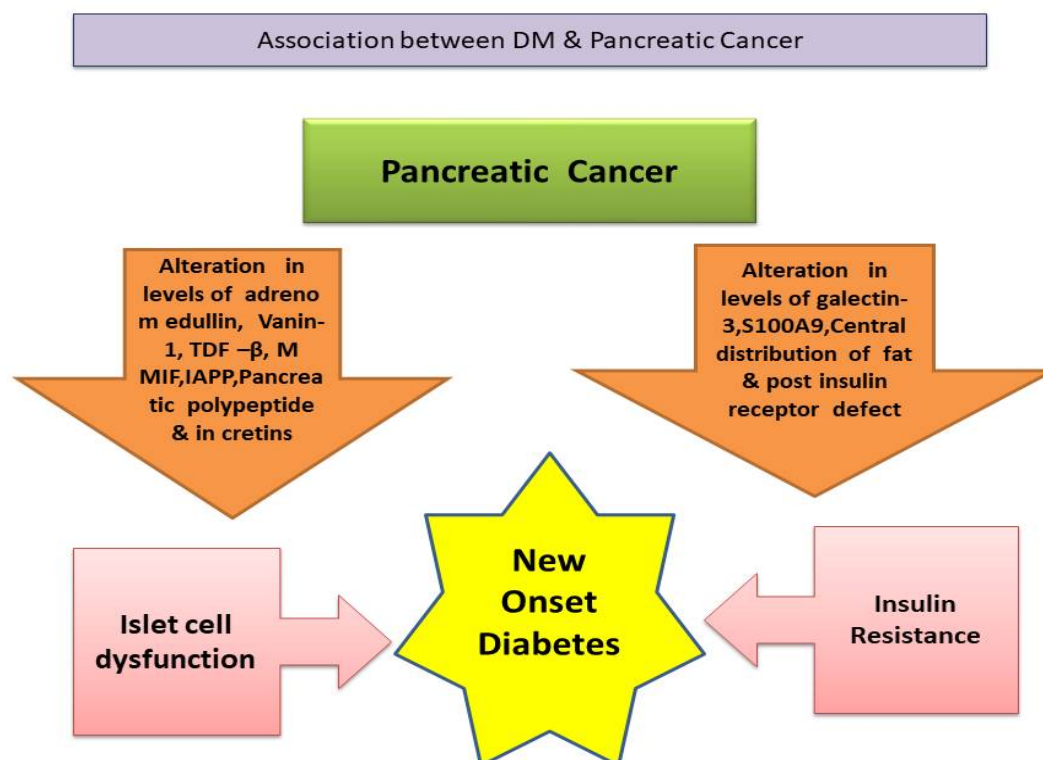 Association between DM & Pancreatic Cancer
Pancreatic Cancer
Alteration in
levels of adreno
m edullin, Vanin-
1, TDF –β, M
MIF,IAPP,Pancrea
tic polypeptide
& in cretins
Alteration in
levels of galectin-
3,S100A9,Central
distribution of fat
& post insulin
receptor defect
Islet cell
dysfunction
New
Onset
Diabetes
Insulin
Resistance